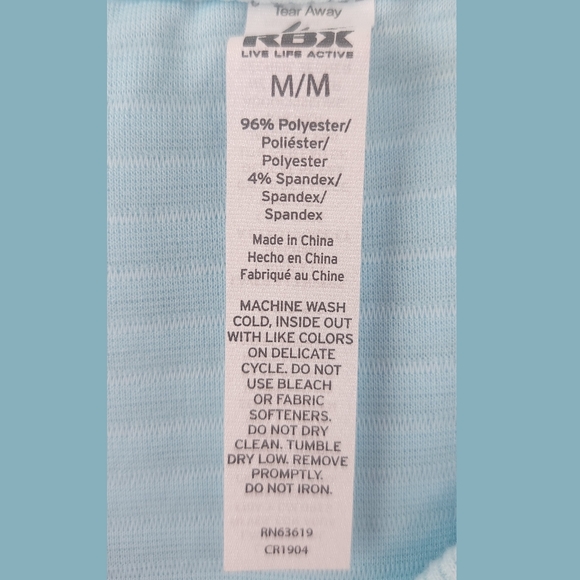 Tear Away
RBX
LIVE LIFE ACTIVE
M/M
96% Polyester/
Poliéster/
Polyester
4% Spandex/
Spandex/
Spandex
Made in China
Hecho en China
Fabriqué au Chine
MACHINE WASH
COLD, INSIDE OUT
WITH LIKE COLORS
ON DELICATE
CYCLE. DO NOT
USE BLEACH
OR FABRIC
SOFTENERS.
DO NOT DRY
CLEAN. TUMBLE
DRY LOW. REMOVE
PROMPTLY.
DO NOT IRON.
RN63619
CR1904